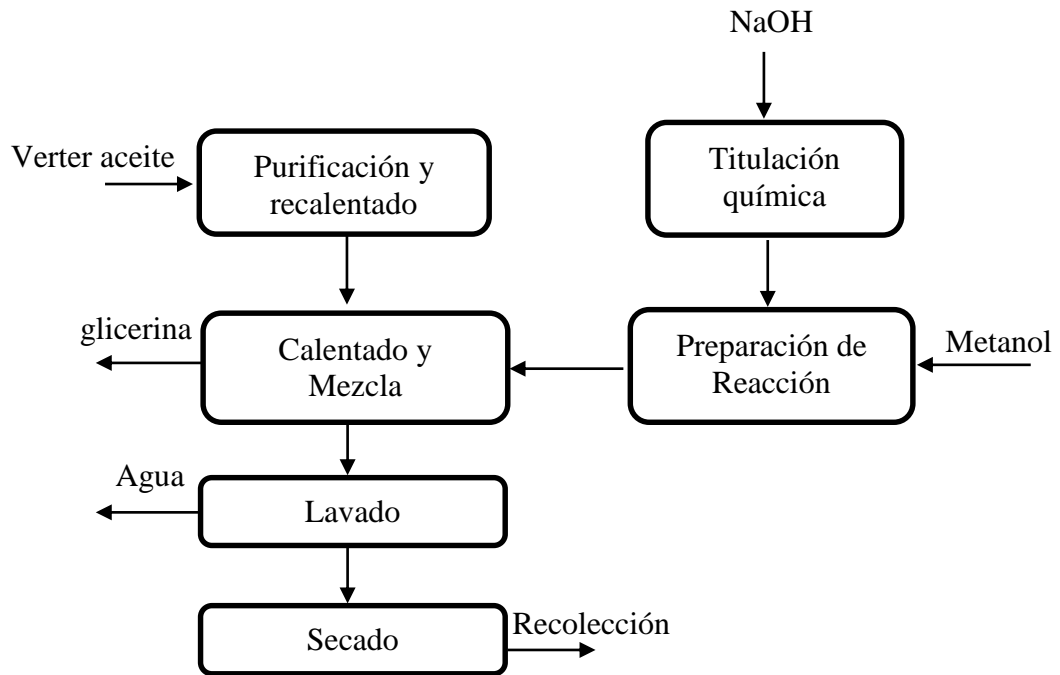 NaOH
Verter aceite
Purificación y
recalentado
Titulación
química
glicerina
Calentado y
Mezcla
Preparación de
Reacción
Metanol
Agua
Lavado
Secado
Recolección